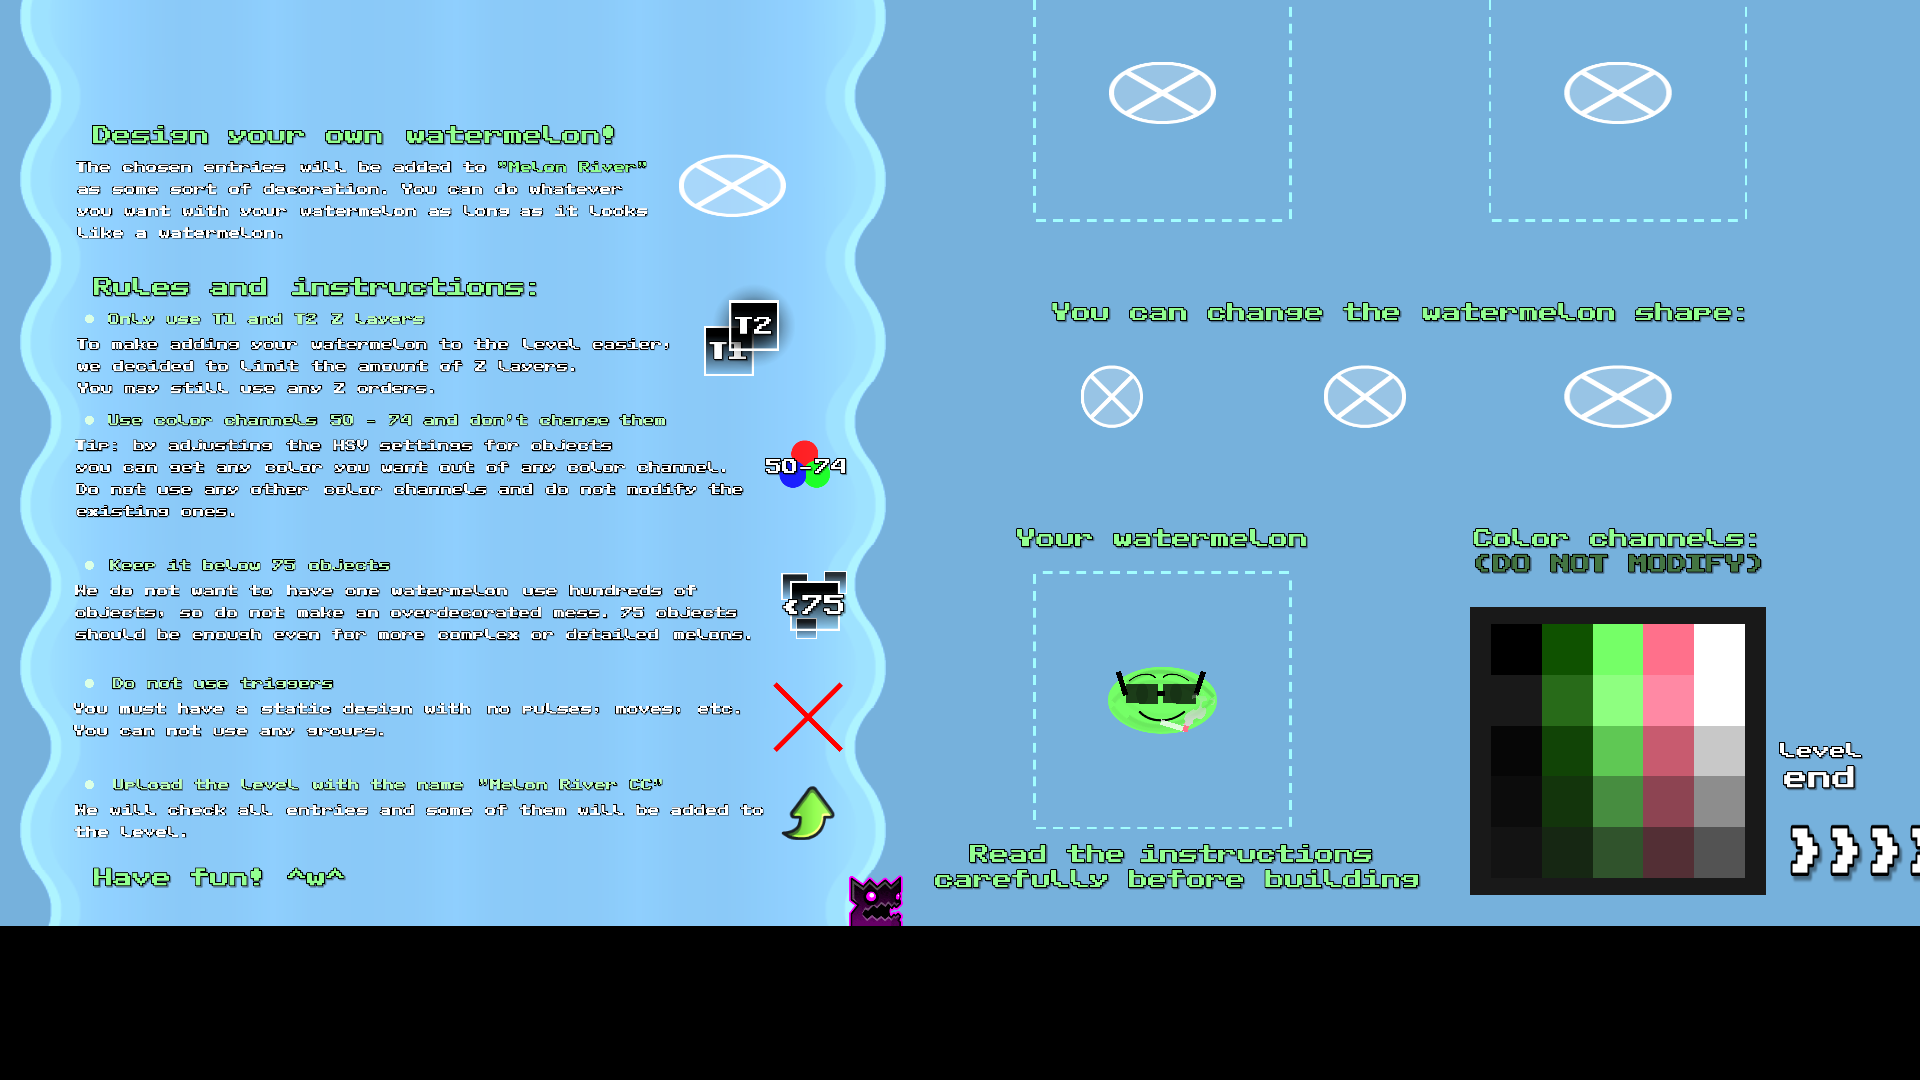 Design your own watermelon!
The chosen entries will be added to "Melon River"
as some sort of decoration. You can do whatever
you want with your watermelon as long as it looks
like a watermelon.
Rules and instructions:
Only use T1 and T2 Z layers
To make adding your watermelon to the level easier,
we decided to limit the amount of Z layers.
You may still use any Z orders.
T2
T1
Use color channels 50 - 74 and don't change them
Tip: by adjusting the HSV settings for objects
you can get any color you want out of any color channel.
Do not use any other color channels and do not modify the
existing ones.
50-74
Keep it below 75 objects
We do not want to have one watermelon use hundreds of
objects, so do not make an overdecorated mess. 75 objects
should be enough even for more complex or detailed melons.
<75
Do not use triggers
You must have a static design with no pulses, moves, etc.
You can not use any groups.
Upload the level with the name "Melon River CC"
We will check all entries and some of them will be added to
the level.
Have fun! ^w^
You can change the watermelon shape:
Your watermelon
Read the instructions
carefully before building
Color channels:
(DO NOT MODIFY)
Level
end